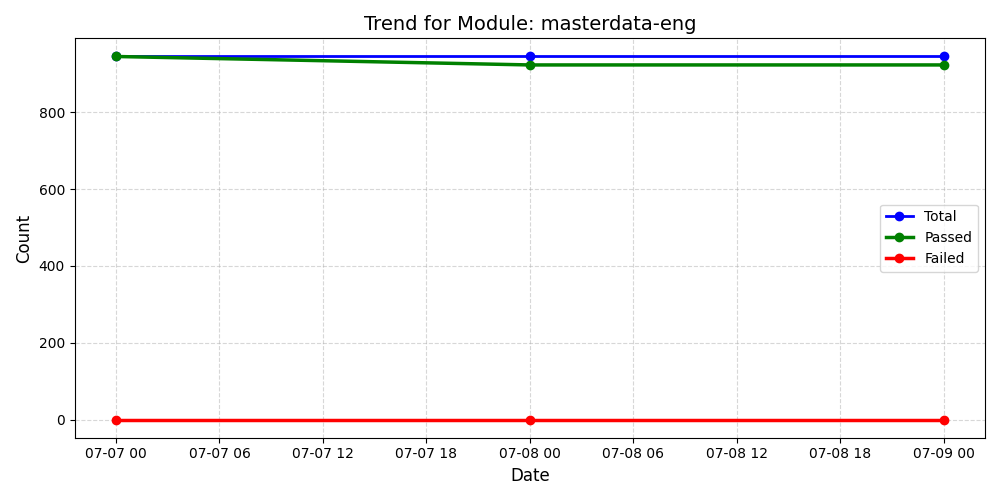 Trend for Module: masterdata-eng
Count
800
600
400
200
0
Total
Passed
Failed
07-07 00 07-07 06 07-07 12 07-07 18 07-08 00 07-08 06 07-08 12 07-08 18 07-09 00
Date